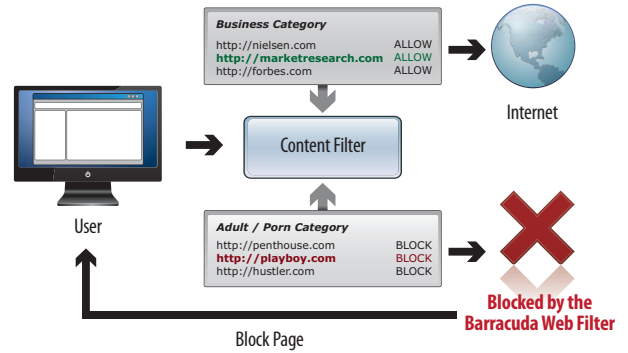 Business Category
http://nielsen.com ALLOW
http://marketresearch.com ALLOW
http://forbes.com ALLOW
Internet
Content Filter
User
Adult / Porn Category
http://penthouse.com BLOCK
http://playboy.com BLOCK
http://hustler.com BLOCK
Blocked by the
Barracuda Web Filter
Block Page